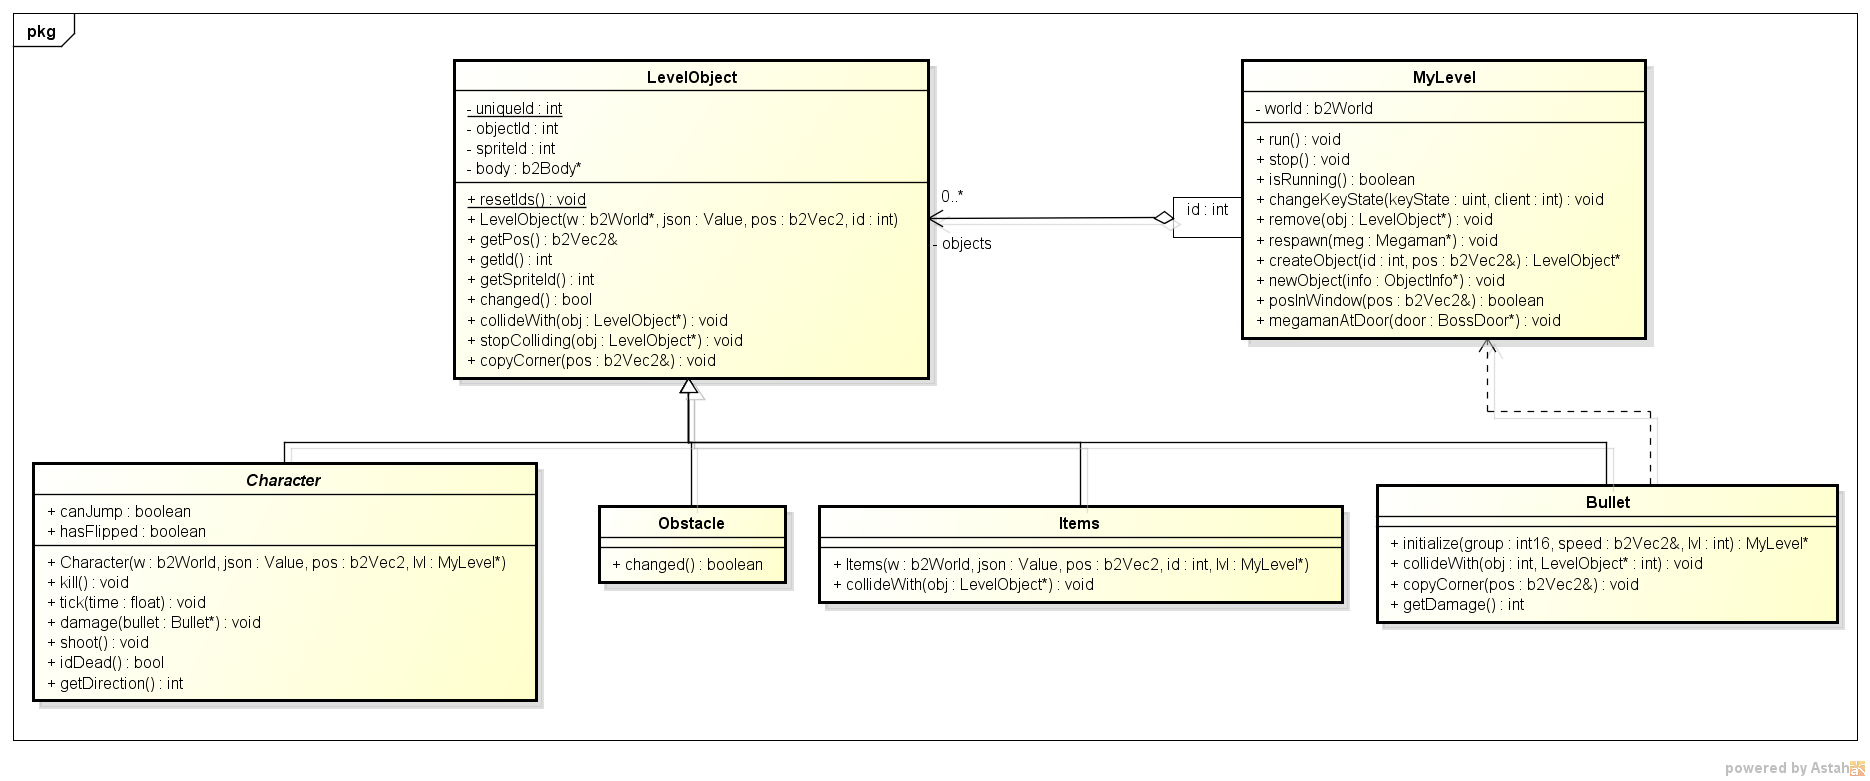 pkg
LevelObject
- uniqueId : int
- objectId : int
- spriteId : int
- body : b2Body*
+ resetIds() : void
+ LevelObject(w : b2World*, json : Value, pos : b2Vec2, id : int)
+ getPos() : b2Vec2&
+ getId() : int
+ getSpriteId() : int
+ changed() : bool
+ collideWith(obj : LevelObject*) : void
+ stopColliding(obj : LevelObject*) : void
+ copyCorner(pos : b2Vec2&) : void
0..*
- objects
id : int
MyLevel
- world : b2World
+ run() : void
+ stop() : void
+ isRunning() : boolean
+ changeKeyState(keyState : uint, client : int) : void
+ remove(obj : LevelObject*) : void
+ respawn(meg : Megaman*) : void
+ createObject(id : int, pos : b2Vec2&) : LevelObject*
+ newObject(info : ObjectInfo*) : void
+ posInWindow(pos : b2Vec2&) : boolean
+ megamanAtDoor(door : BossDoor*) : void
Character
+ canJump : boolean
+ hasFlipped : boolean
+ Character(w : b2World, json : Value, pos : b2Vec2, lvl : MyLevel*)
+ kill() : void
+ tick(time : float) : void
+ damage(bullet : Bullet*) : void
+ shoot() : void
+ idDead() : bool
+ getDirection() : int
Obstacle
+ changed() : boolean
Items
+ Items(w : b2World, json : Value, pos : b2Vec2, id : int, lvl : MyLevel*)
+ collideWith(obj : LevelObject*) : void
Bullet
+ initialize(group : int16, speed : b2Vec2&, lvl : int) : MyLevel*
+ collideWith(obj : int, LevelObject* : int) : void
+ copyCorner(pos : b2Vec2&) : void
+ getDamage() : int
powered by Astah